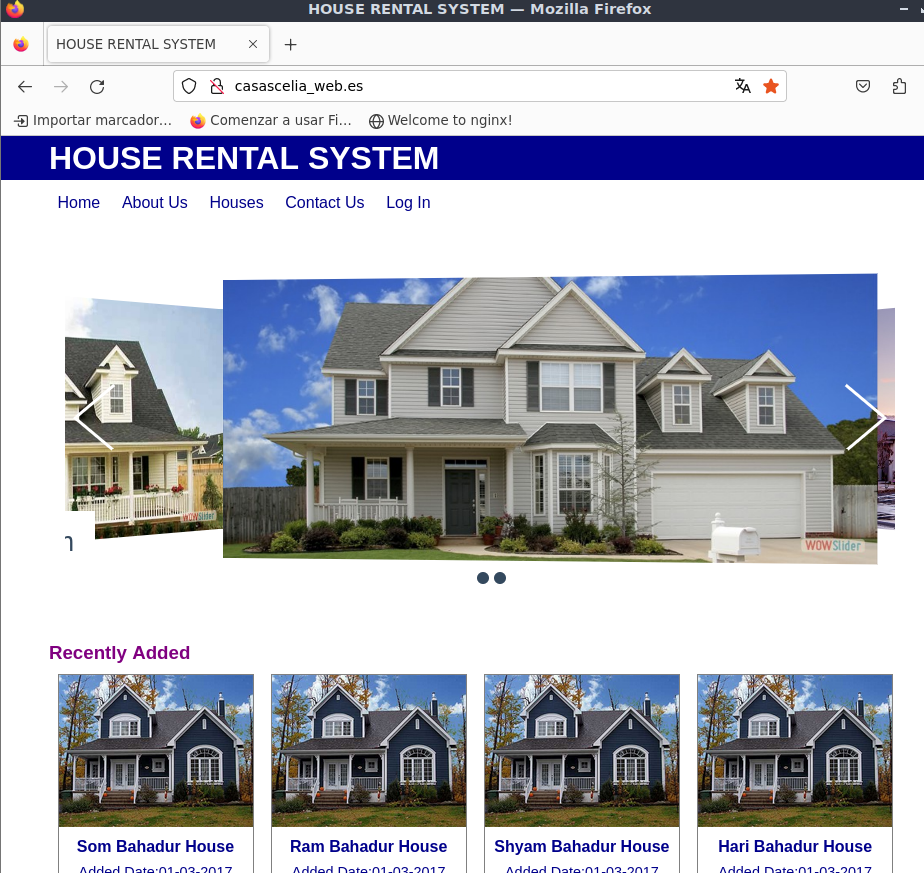 HOUSE RENTAL SYSTEM — Mozilla Firefox
HOUSE RENTAL SYSTEM
casascelia_web.es
Importar marcador… Comenzar a usar Fi… Welcome to nginx!
HOUSE RENTAL SYSTEM
Home About Us Houses Contact Us Log In
WOWSlider
WOWSlider
n
Recently Added
Som Bahadur House Ram Bahadur House Shyam Bahadur House Hari Bahadur House
Added Date:01-03-2017 Added Date:01-03-2017 Added Date:01-03-2017 Added Date:01-03-2017